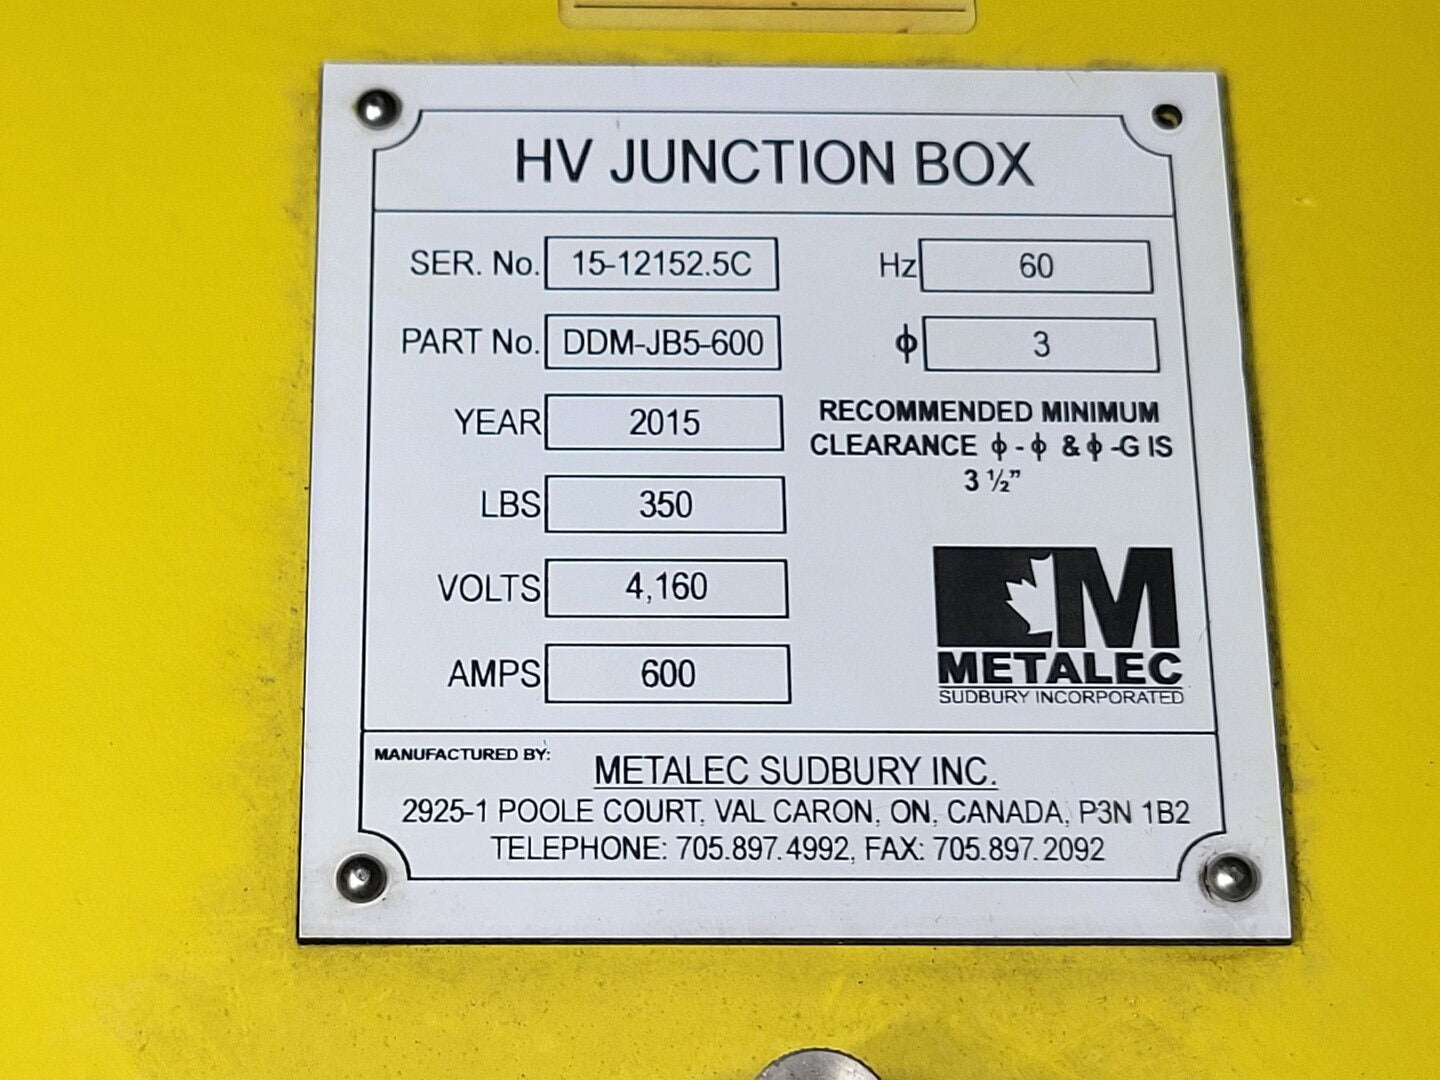 HV JUNCTION BOX
SER. No. 15-12152.5C
PART No. DDM-JB5-600
YEAR 2015
LBS 350
VOLTS 4,160
AMPS 600
Hz 60
ϕ 3
RECOMMENDED MINIMUM
CLEARANCE ϕ - ϕ & ϕ -G IS
3 ½"
M
METALEC
SUDBURY INCORPORATED
MANUFACTURED BY:
METALEC SUDBURY INC.
2925-1 POOLE COURT, VAL CARON, ON, CANADA, P3N 1B2
TELEPHONE: 705.897.4992, FAX: 705.897.2092